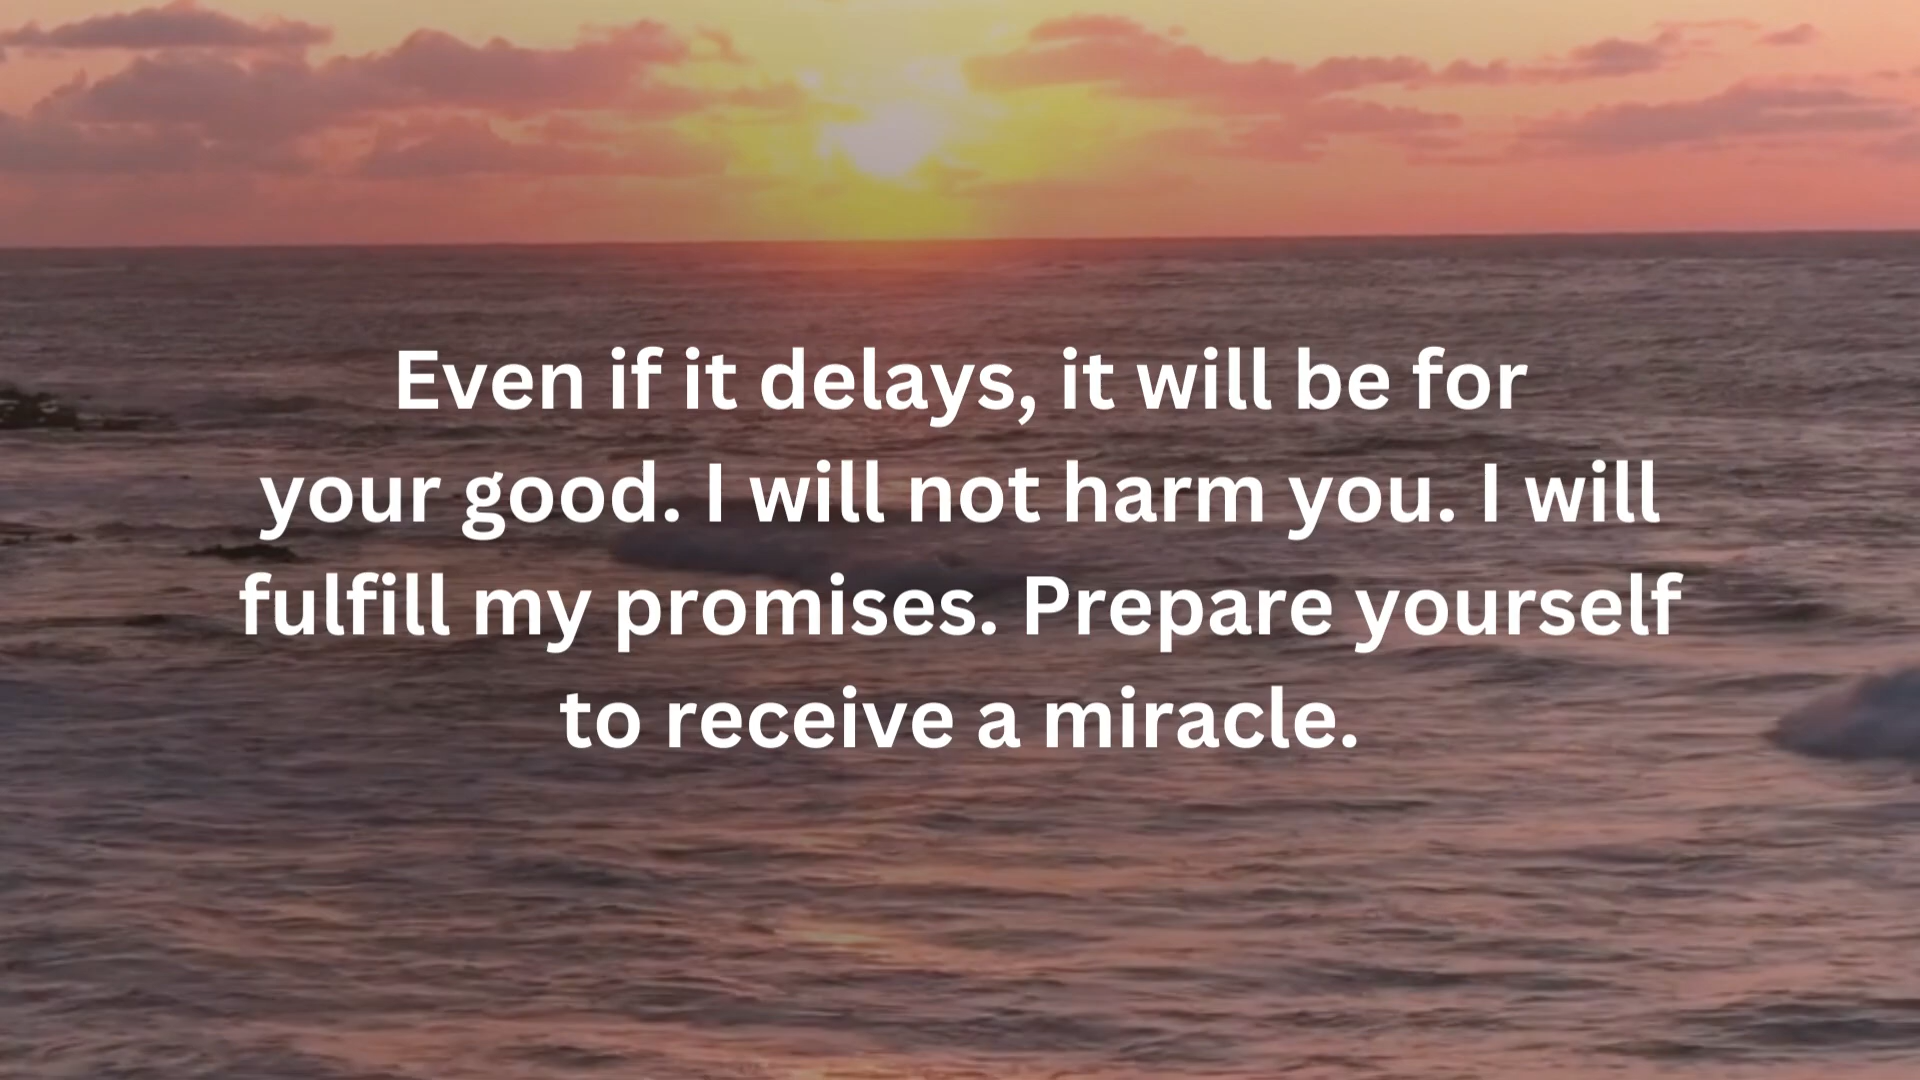 Even if it delays, it will be for
your good. I will not harm you. I will
fulfill my promises. Prepare yourself
to receive a miracle.